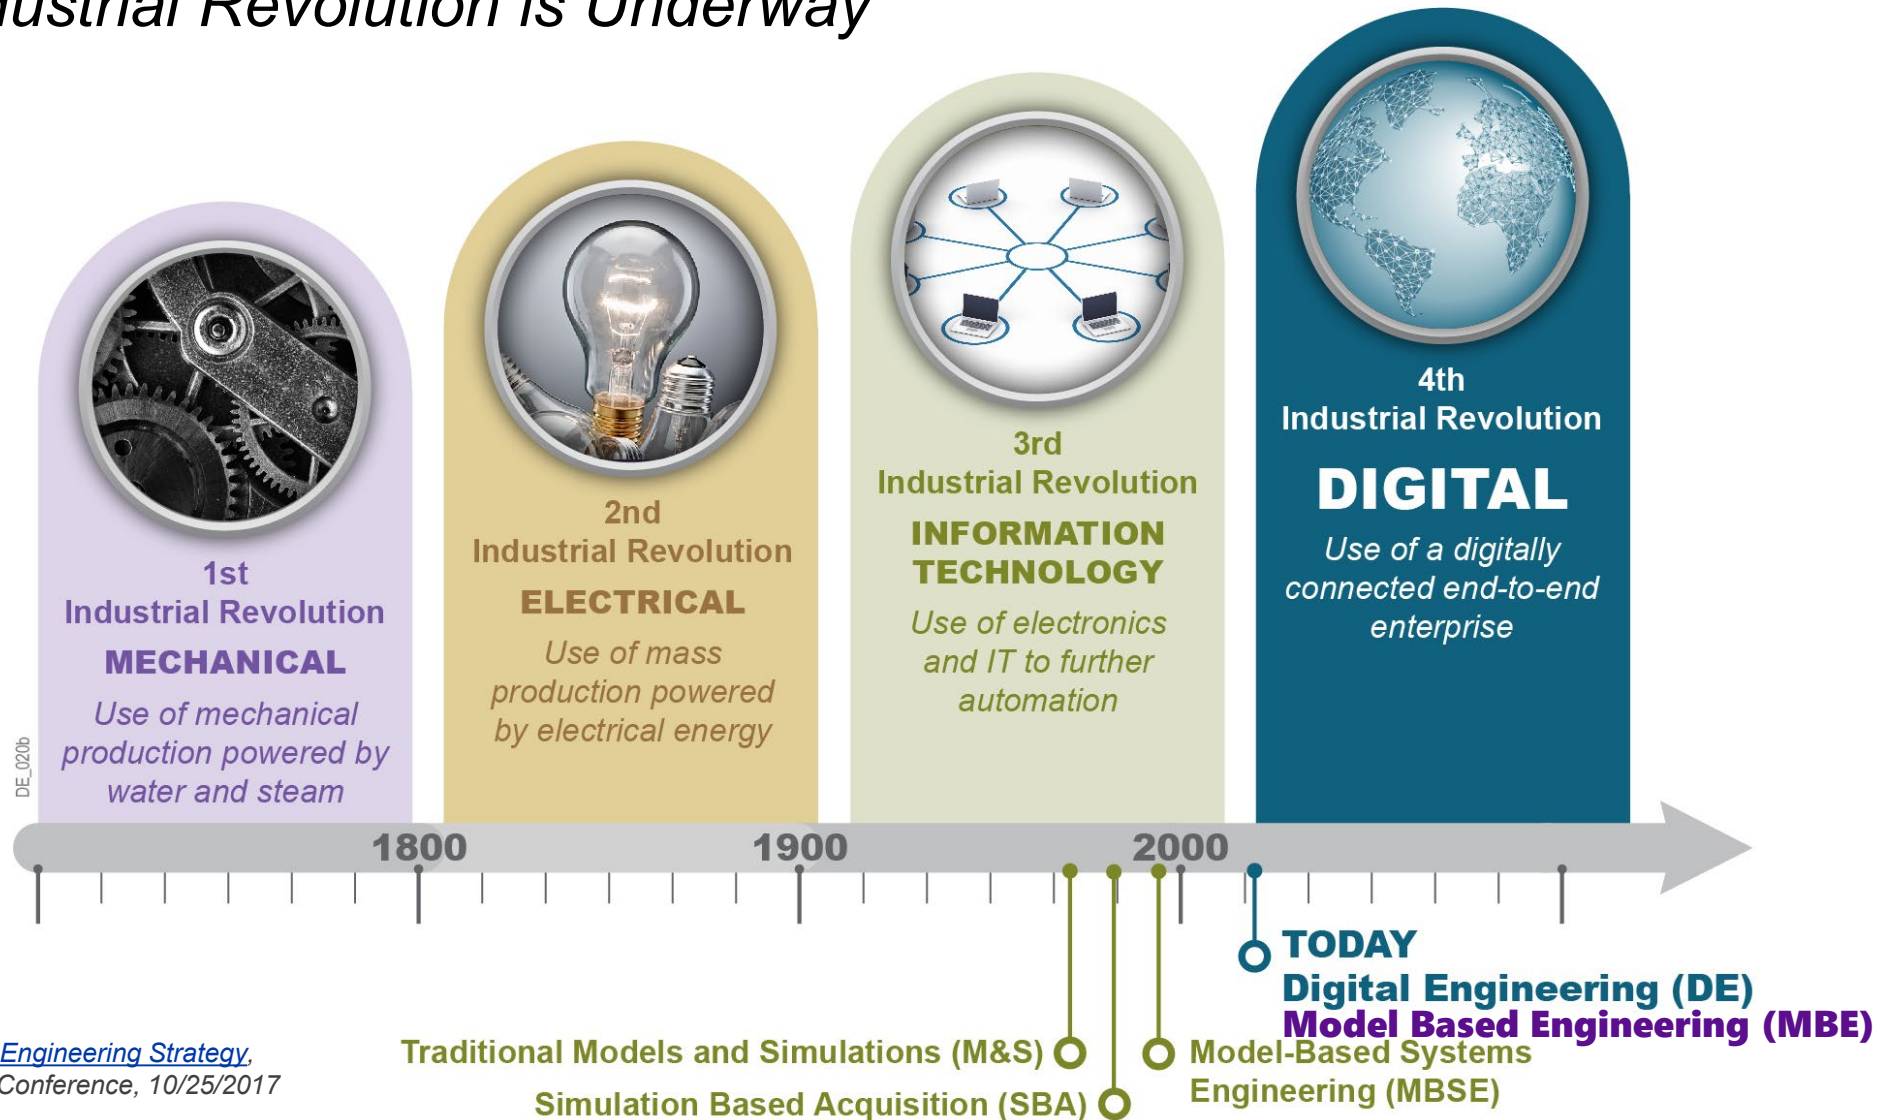 dustrial Revolution is Underway
1st
Industrial Revolution
MECHANICAL
Use of mechanical
production powered by
water and steam
2nd
Industrial Revolution
ELECTRICAL
Use of mass
production powered
by electrical energy
3rd
Industrial Revolution
INFORMATION
TECHNOLOGY
Use of electronics
and IT to further
automation
4th
Industrial Revolution
DIGITAL
Use of a digitally
connected end-to-end
enterprise
DE_020b
1800 1900 2000
TODAY
Digital Engineering (DE)
Model Based Engineering (MBE)
Traditional Models and Simulations (M&S)
Simulation Based Acquisition (SBA)
Model-Based Systems
Engineering (MBSE)
Engineering Strategy,
Conference, 10/25/2017